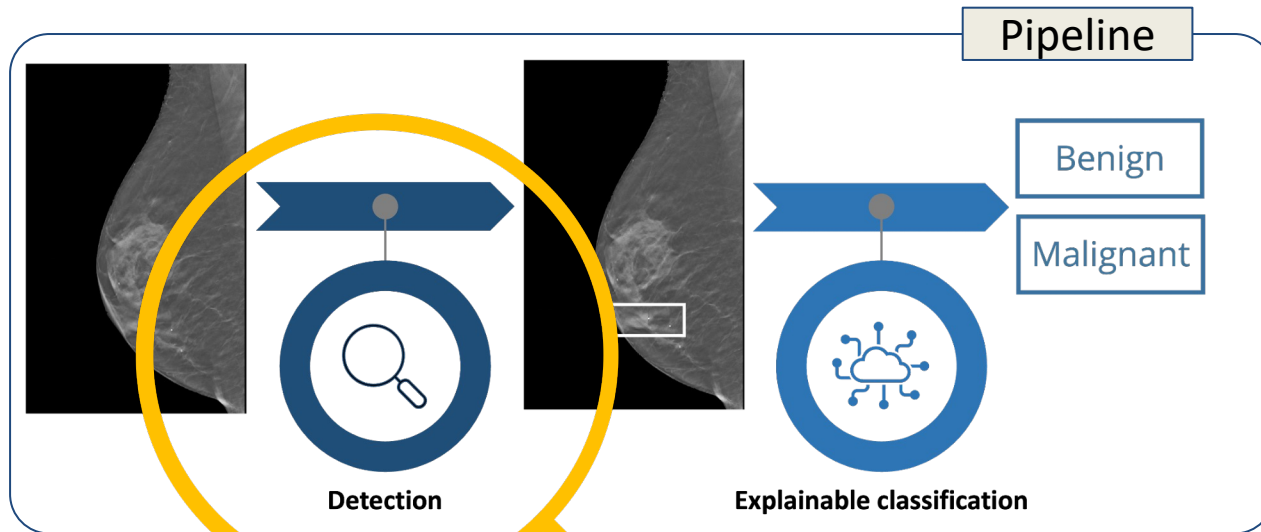 Pipeline
Benign
Malignant
Detection
Explainable classification